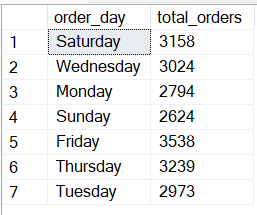 order_day total_orders
1 Saturday 3158
2 Wednesday 3024
3 Monday 2794
4 Sunday 2624
5 Friday 3538
6 Thursday 3239
7 Tuesday 2973